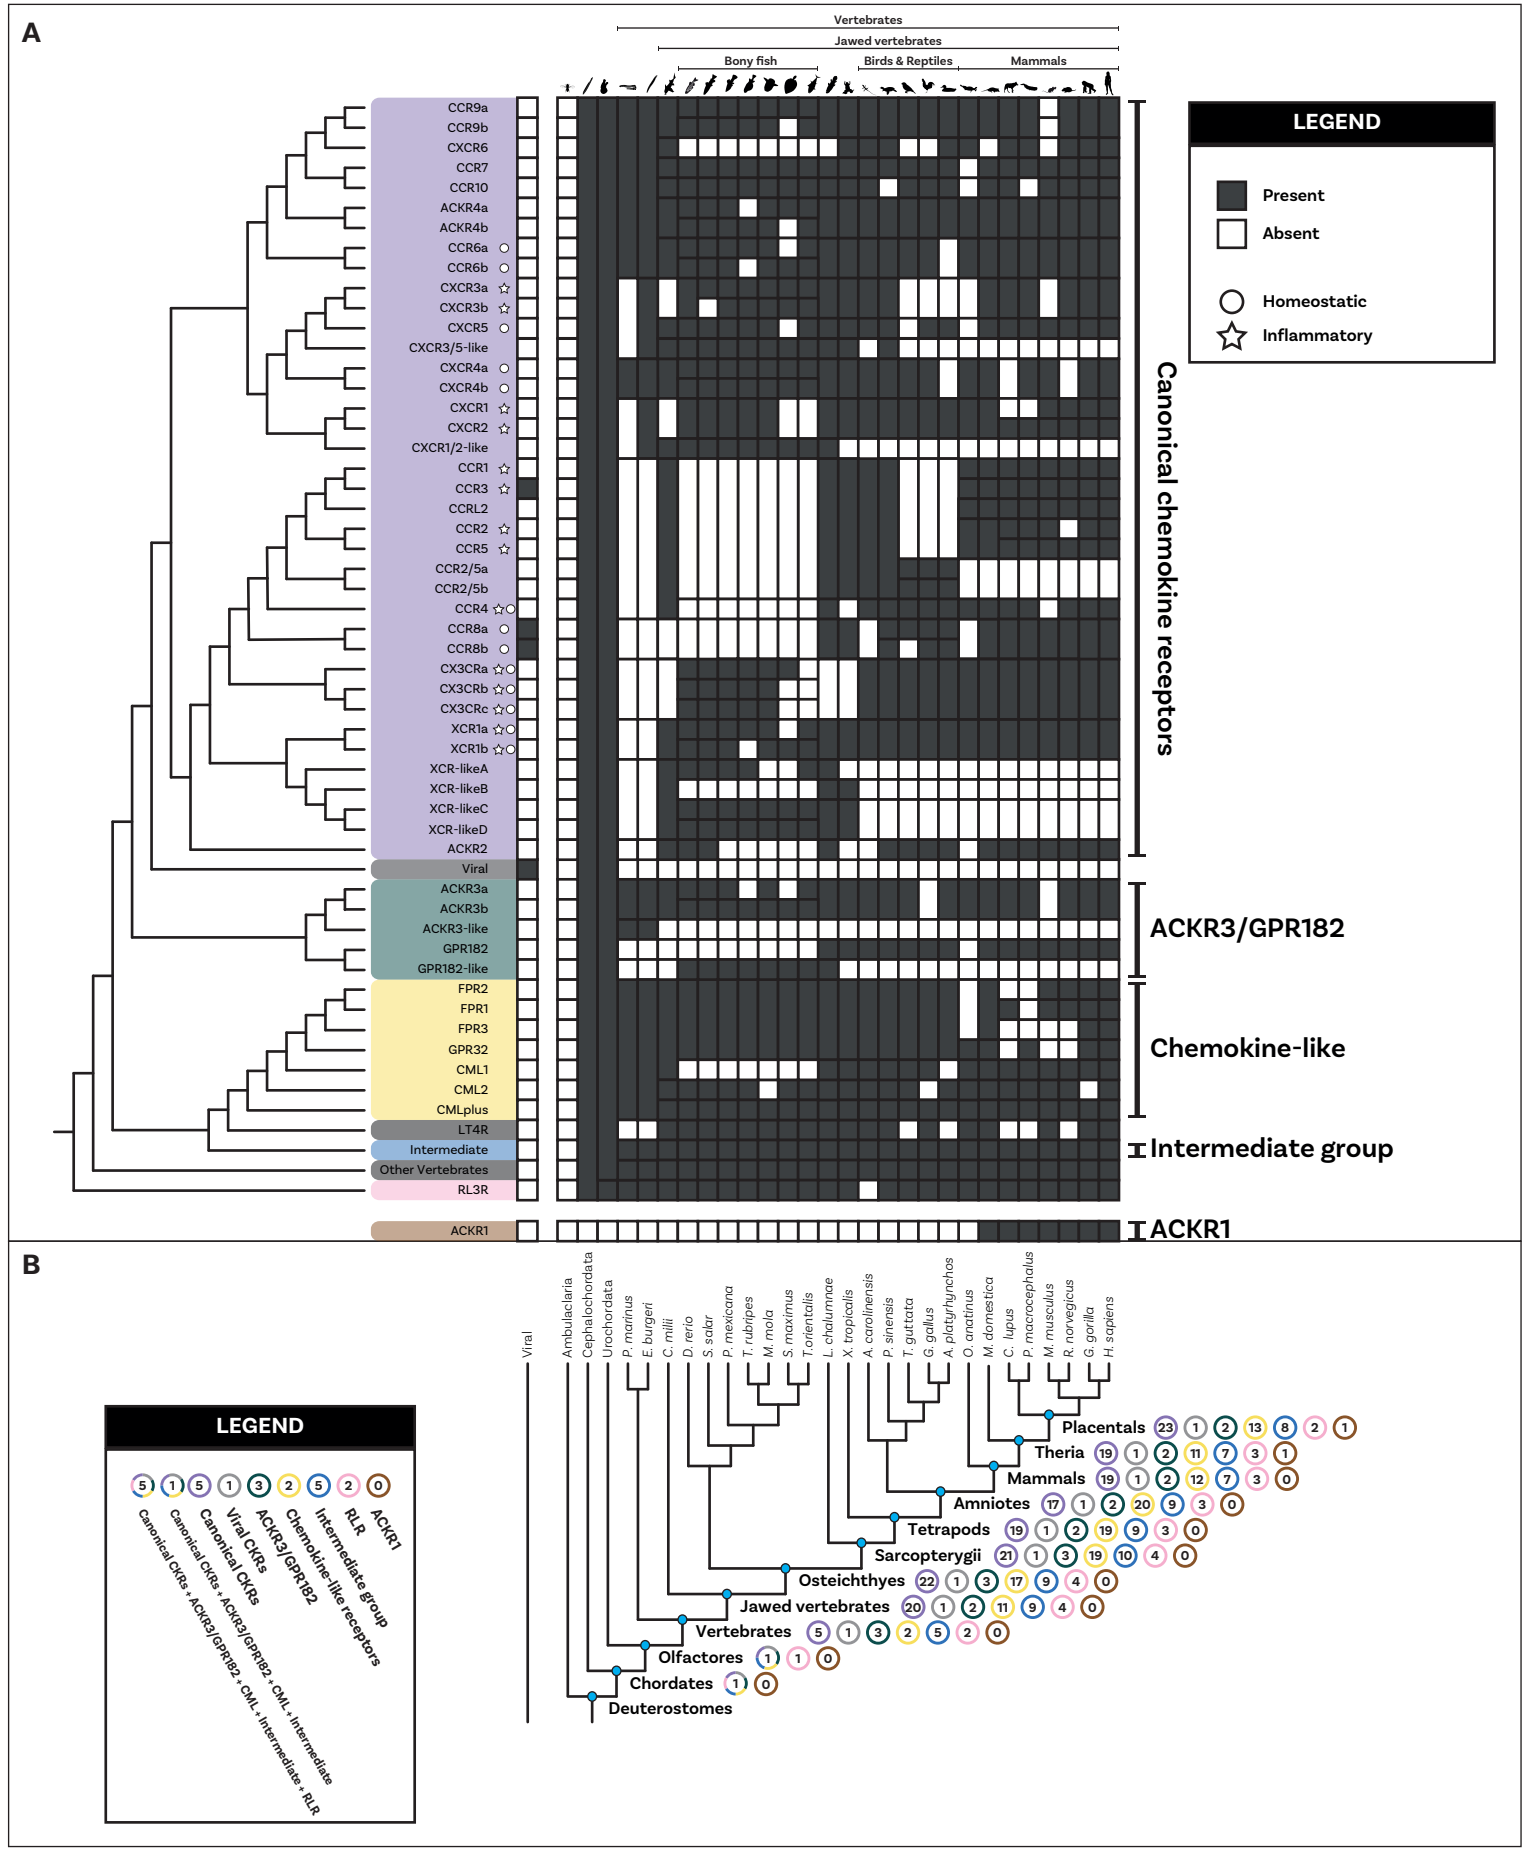 A
Vertebrates
Jawed vertebrates
Bony fish
Birds & Reptiles
Mammals
CCR9a
CCR9b
CXCR6
CCR7
CCR10
ACKR4a
ACKR4b
CCR6a
CCR6b
CXCR3a
CXCR3b
CXCR5
CXCR3/5-like
CXCR4a
CXCR4b
CXCR1
CXCR2
CXCR1/2-like
CCR1
CCR3
CCRL2
CCR2
CCR5
CCR2/5a
CCR2/5b
CCR4
CCR8a
CCR8b
CX3CRa
CX3CRb
CX3CRc
XCR1a
XCR1b
XCR-likeA
XCR-likeB
XCR-likeC
XCR-likeD
ACKR2
Viral
ACKR3a
ACKR3b
ACKR3-like
GPR182
GPR182-like
FPR2
FPR1
FPR3
GPR32
CML1
CML2
CMLplus
LT4R
Intermediate
Other Vertebrates
RL3R
ACKR1
Canonical chemokine receptors
ACKR3/GPR182
Chemokine-like
Intermediate group
ACKR1
LEGEND
Present
Absent
Homeostatic
Inflammatory
B
Viral
Ambulaclaria
Cephalochordata
Urochordata
P. marinus
E. burgeri
C. milii
D. rerio
S. salar
P. mexicana
T. rubripes
M. mola
S. maximus
T.orientalis
L. chalumnae
X. tropicalis
A. carolinensis
P. sinensis
T. guttata
G. gallus
A. platyrhynchos
O. anatinus
M. domestica
C. lupus
P. macrocephalus
M. musculus
R. norvegicus
G. gorilla
H. sapiens
Placentals 23 1 2 13 8 2 1
Theria 19 1 2 11 7 3 1
Mammals 19 1 2 12 7 3 0
Amniotes 17 1 2 20 9 3 0
Tetrapods 19 1 2 19 9 3 0
Sarcopterygii 21 1 3 19 10 4 0
Osteichthyes 22 1 3 17 9 4 0
Jawed vertebrates 20 1 2 11 9 4 0
Vertebrates 5 1 3 2 5 2 0
Olfactores 1 1 0
Chordates 1 0
Deuterostomes
LEGEND
5 1 5 1 3 2 5 2 0
Canonical CKRs + ACKR3/GPR182 + CML + Intermediate + RLR
Canonical CKRs + ACKR3/GPR182 + CML + Intermediate
Canonical CKRs
Viral CKRs
ACKR3/GPR182
Chemokine-like receptors
Intermediate group
RLR
ACKR1